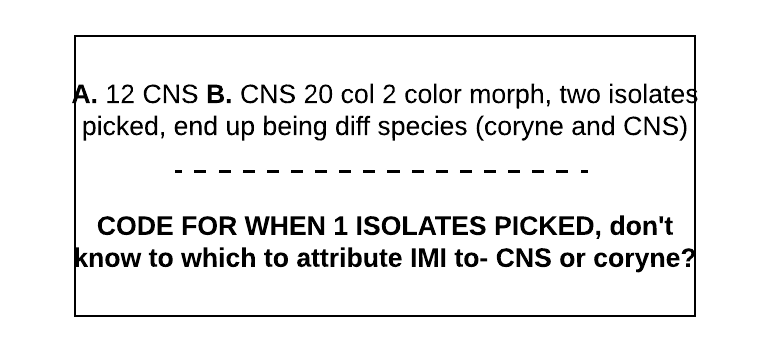 A. 12 CNS B. CNS 20 col 2 color morph, two isolates
picked, end up being diff species (coryne and CNS)
CODE FOR WHEN 1 ISOLATES PICKED, don't
know to which to attribute IMI to- CNS or coryne?